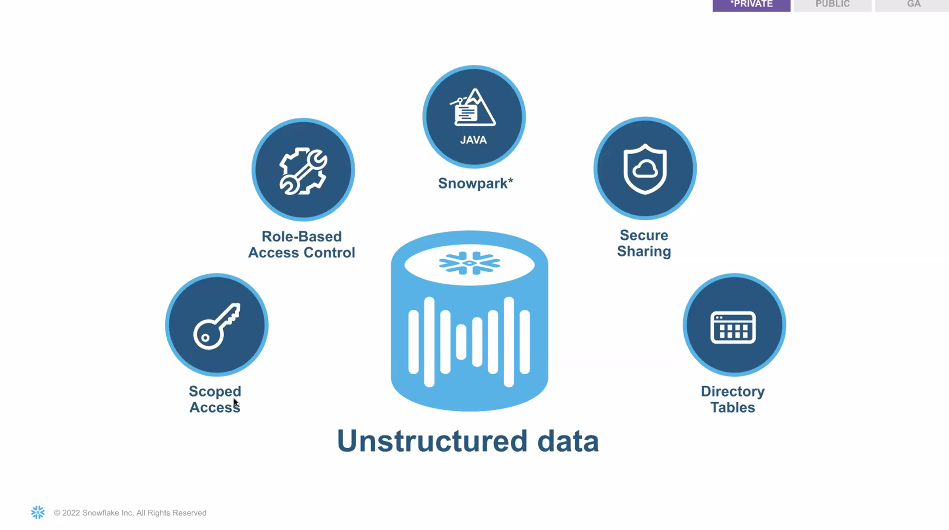 *PRIVATE
PUBLIC
GA
JAVA
Snowpark*
Role-Based
Access Control
Secure
Sharing
Scoped
Access
Directory
Tables
Unstructured data
© 2022 Snowflake Inc. All Rights Reserved